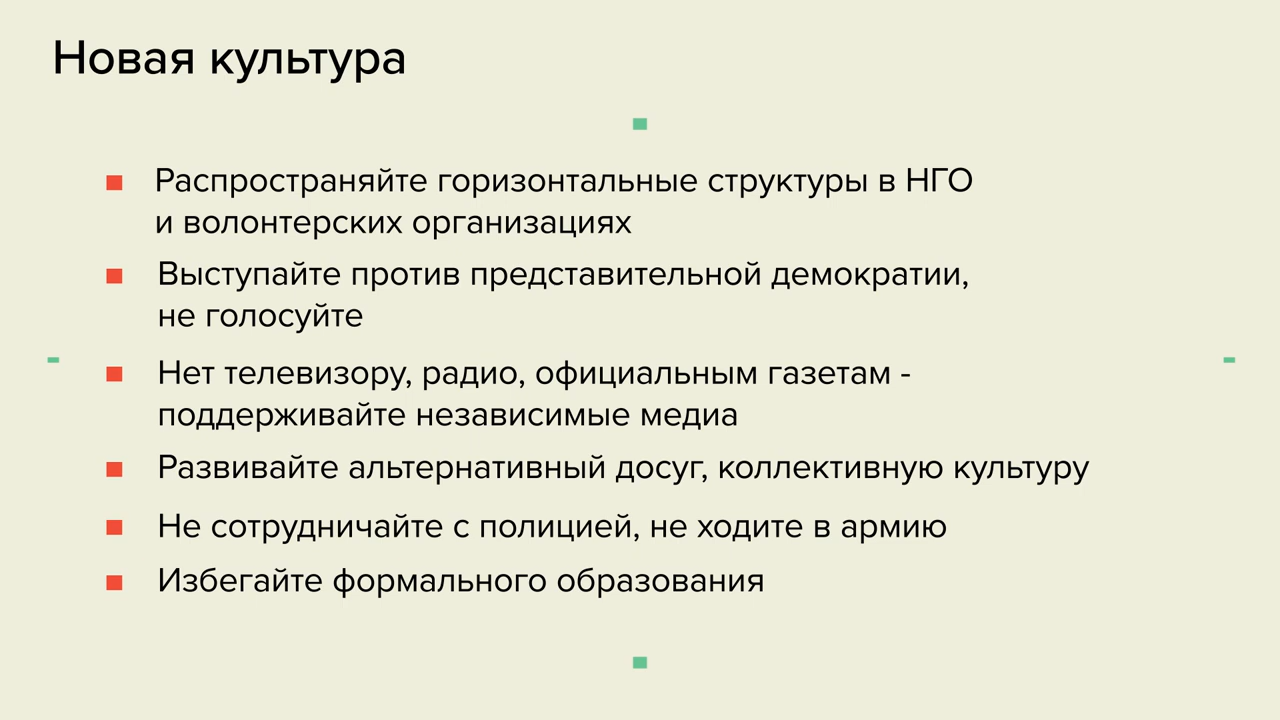 Новая культура
Распространяйте горизонтальные структуры в НГО
и волонтерских организациях
Выступайте против представительной демократии,
не голосуйте
Нет телевизору, радио, официальным газетам -
поддерживайте независимые медиа
Развивайте альтернативный досуг, коллективную культуру
Не сотрудничайте с полицией, не ходите в армию
Избегайте формального образования